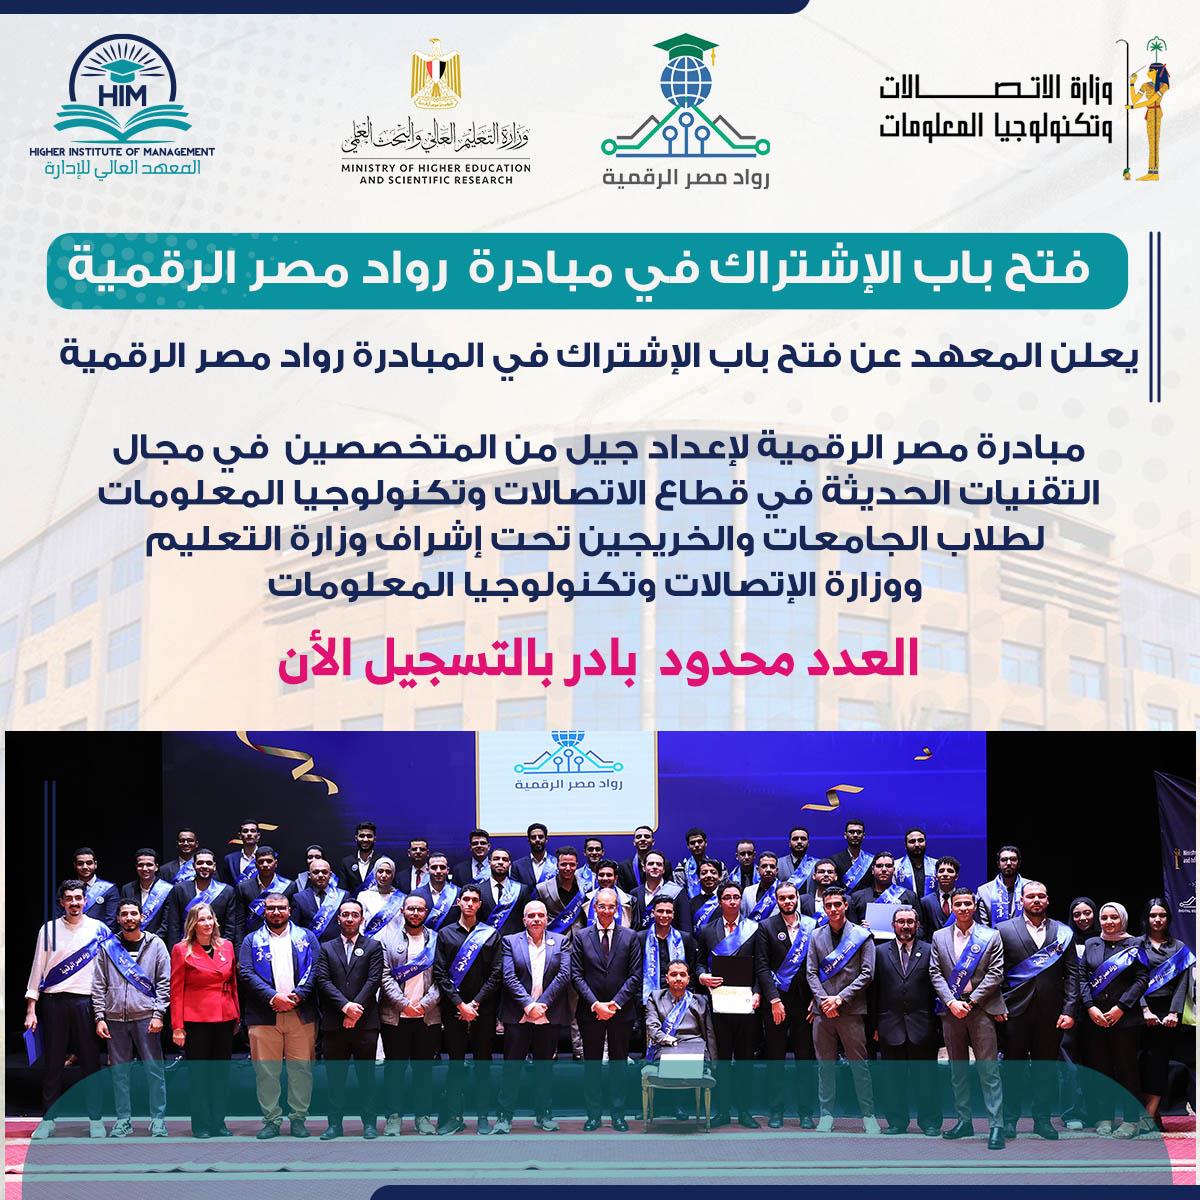 HIM
HIGHER INSTITUTE OF MANAGEMENT
المعهد العالي للإدارة
وزارة التعليم العالي والبحث العلمي
MINISTRY OF HIGHER EDUCATION
AND SCIENTIFIC RESEARCH
رواد مصر الرقمية
وزارة الاتصالات
وتكنولوجيا المعلومات
فتح باب الإشتراك في مبادرة رواد مصر الرقمية
يعلن المعهد عن فتح باب الإشتراك في المبادرة رواد مصر الرقمية
مبادرة مصر الرقمية لإعداد جيل من المتخصصين في مجال
التقنيات الحديثة في قطاع الاتصالات وتكنولوجيا المعلومات
لطلاب الجامعات والخريجين تحت إشراف وزارة التعليم
ووزارة الإتصالات وتكنولوجيا المعلومات
العدد محدود بادر بالتسجيل الأن
رواد مصر الرقمية